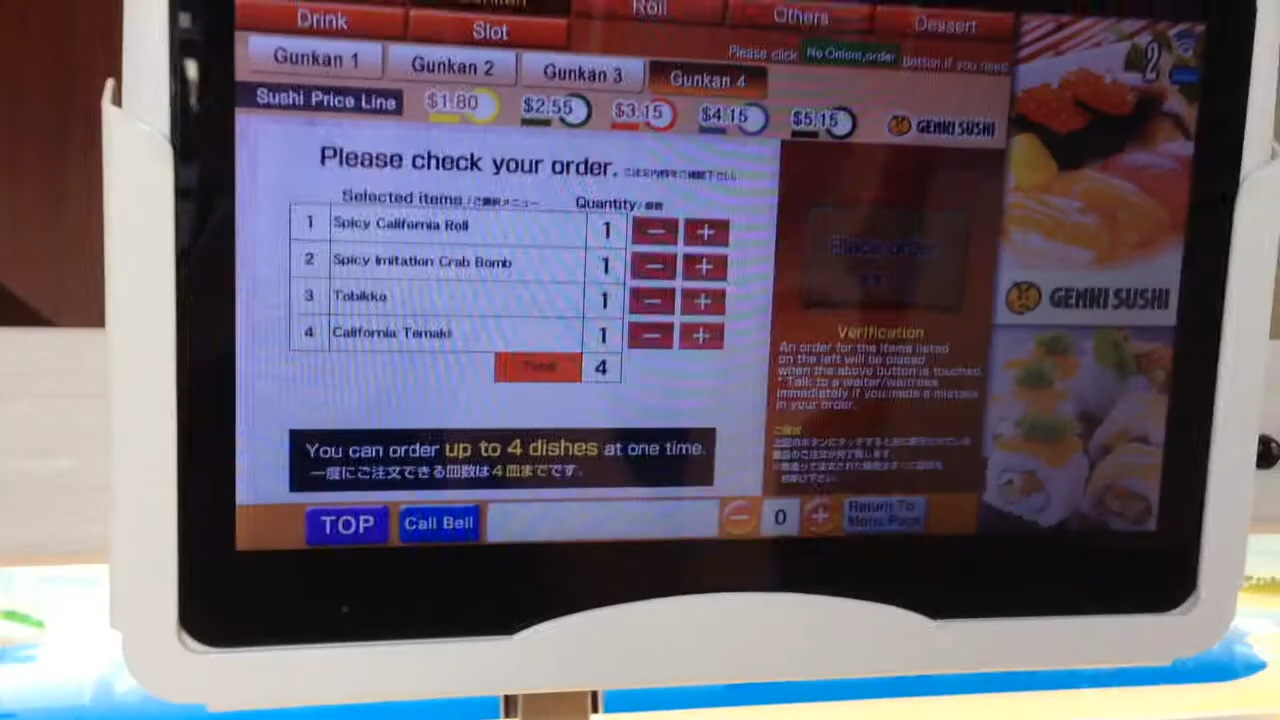 Drink
Roll
Others
Dessert
Slot
Gunkan 1
Gunkan 2
Gunkan 3
Gunkan 4
Please click No Onion,order button if you need
Sushi Price Line
$1.80
$2.55
$3.15
$4.15
$5.15
GENKI SUSHI
2
Please check your order.
Selected items
Quantity
1 Spicy California Roll 1 − +
2 Spicy Imitation Crab Bomb 1 − +
3 Tobikko 1 − +
4 California Temaki 1 − +
Total 4
You can order up to 4 dishes at one time.
一度にご注文できる皿数は4皿までです。
Place order
Verification
An order for the items listed
on the left will be placed
when the above button is touched.
* Talk to a waiter/waitress
immediately if you made a mistake
in your order.
GENKI SUSHI
TOP
Call Bell
− 0 +
Return To
Menu Page